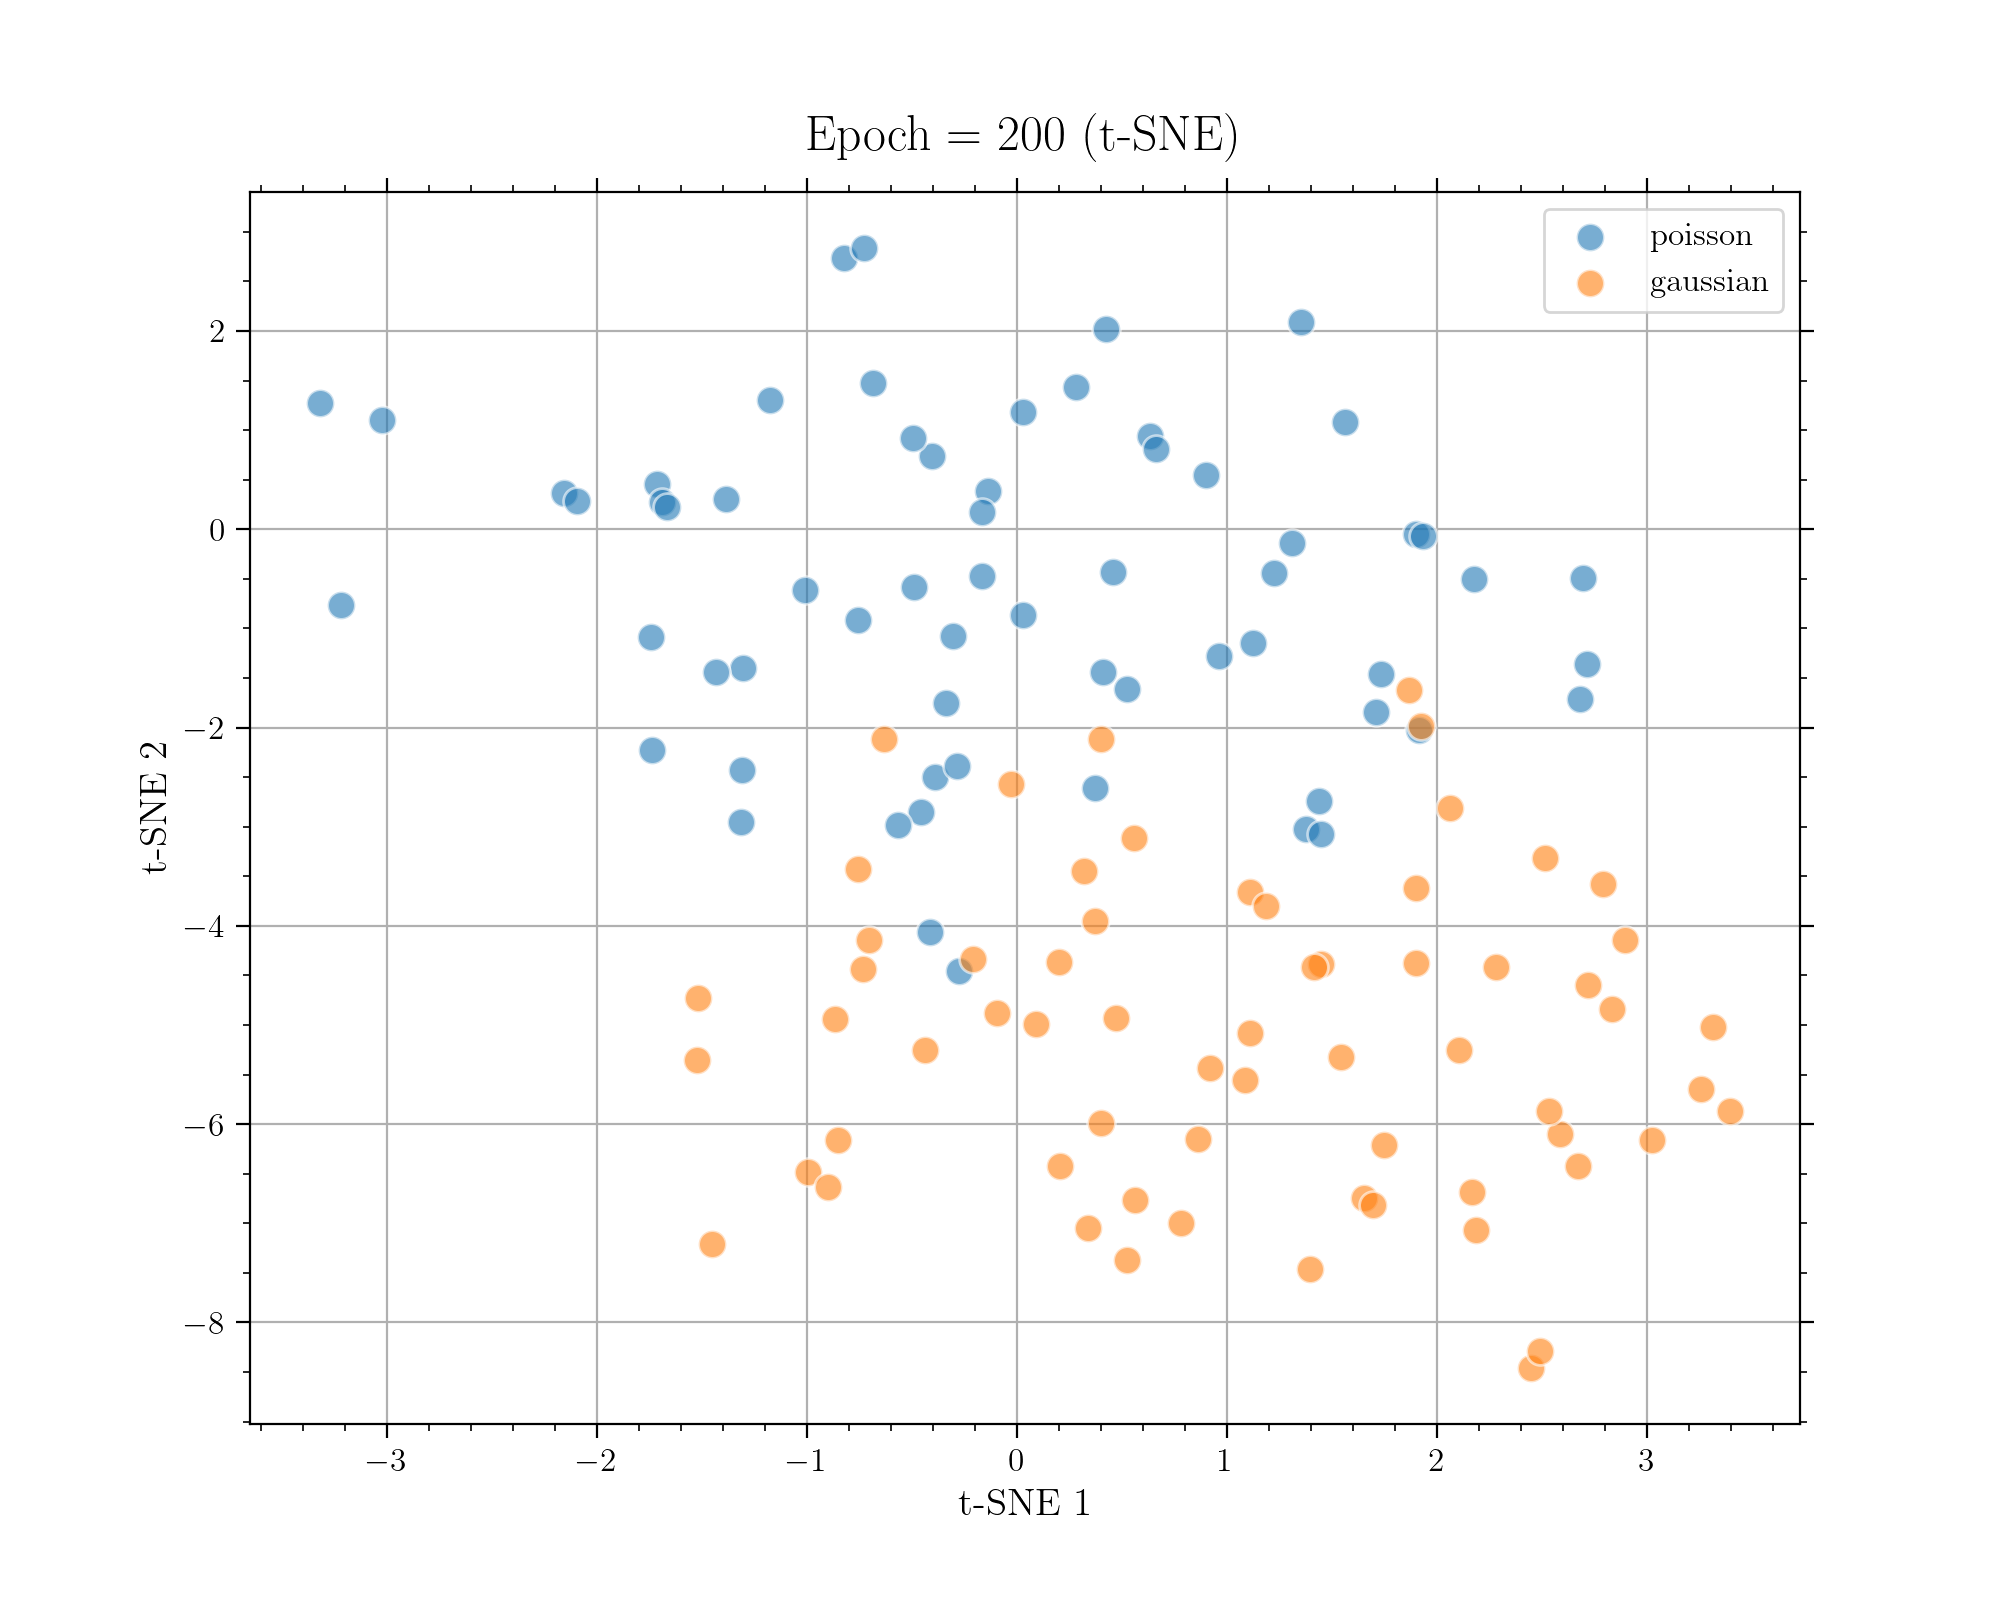 Epoch = 200 (t-SNE)
poisson
gaussian
2
0
−2
−4
−6
−8
t-SNE 2
−3 −2 −1 0 1 2 3
t-SNE 1